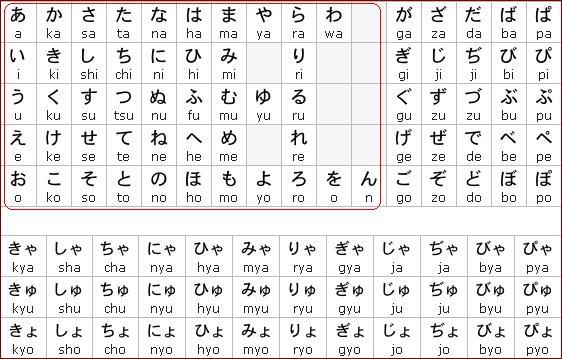 あ か さ た な は ま や ら わ が ざ だ ば ぱ
a ka sa ta na ha ma ya ra wa ga za da ba pa
い き し ち に ひ み り ぎ じ ぢ び ぴ
i ki shi chi ni hi mi ri gi ji ji bi pi
う く す つ ぬ ふ む ゆ る ぐ ず づ ぶ ぷ
u ku su tsu nu fu mu yu ru gu zu zu bu pu
え け せ て ね へ め れ げ ぜ で べ ぺ
e ke se te ne he me re ge ze de be pe
お こ そ と の ほ も よ ろ を ん ご ぞ ど ぼ ぽ
o ko so to no ho mo yo ro o n go zo do bo po
きゃ しゃ ちゃ にゃ ひゃ みゃ りゃ ぎゃ じゃ ぢゃ びゃ ぴゃ
kya sha cha nya hya mya rya gya ja ja bya pya
きゅ しゅ ちゅ にゅ ひゅ みゅ りゅ ぎゅ じゅ ぢゅ びゅ ぴゅ
kyu shu chu nyu hyu myu ryu gyu ju ju byu pyu
きょ しょ ちょ にょ ひょ みょ りょ ぎょ じょ ぢょ びょ ぴょ
kyo sho cho nyo hyo myo ryo gyo jo jo byo pyo